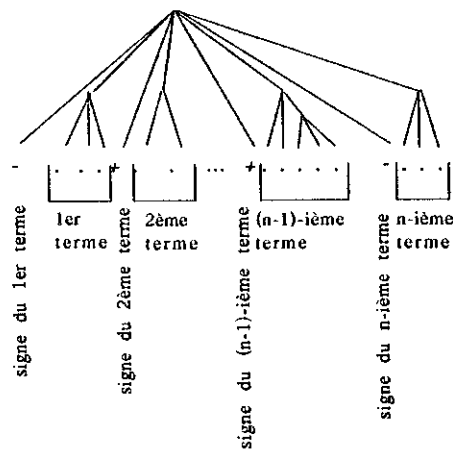 - . . . + . . . ... + . . . . . - . . .
1er 2ème (n-1)-ième n-ième
terme terme terme terme
signe du 1er terme
signe du 2ème terme
signe du (n-1)-ième terme
signe du n-ième terme